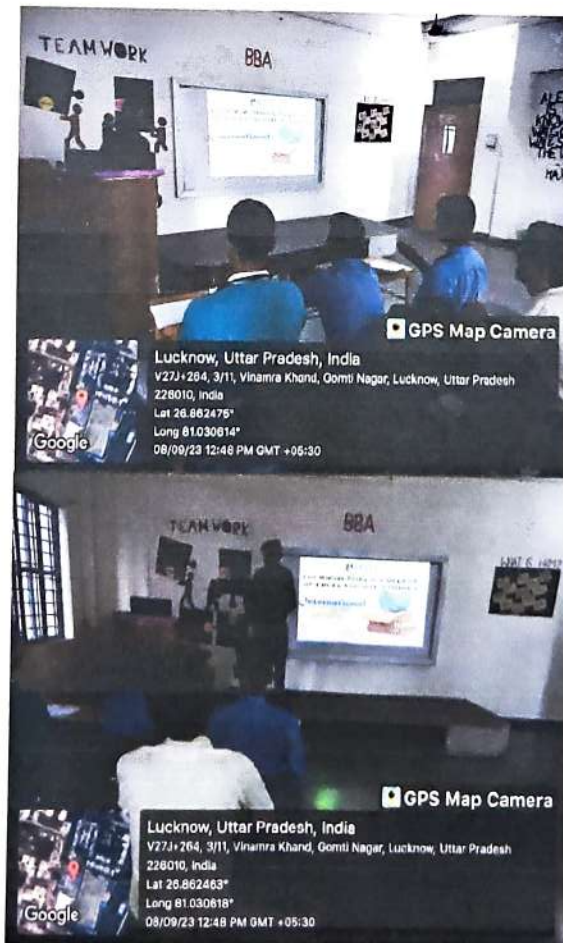 TEAMWORK
BBA
International
GPS Map Camera
Lucknow, Uttar Pradesh, India
V27J+264, 3/11, Vinamra Khand, Gomti Nagar, Lucknow, Uttar Pradesh
226010, India
Lat 26.862475°
Long 81.030614°
08/09/23 12:48 PM GMT +05:30
Google
TEAMWORK
BBA
WHAT IS
International
GPS Map Camera
Lucknow, Uttar Pradesh, India
V27J+264, 3/11, Vinamra Khand, Gomti Nagar, Lucknow, Uttar Pradesh
226010, India
Lat 26.862463°
Long 81.030618°
08/09/23 12:48 PM GMT +05:30
Google